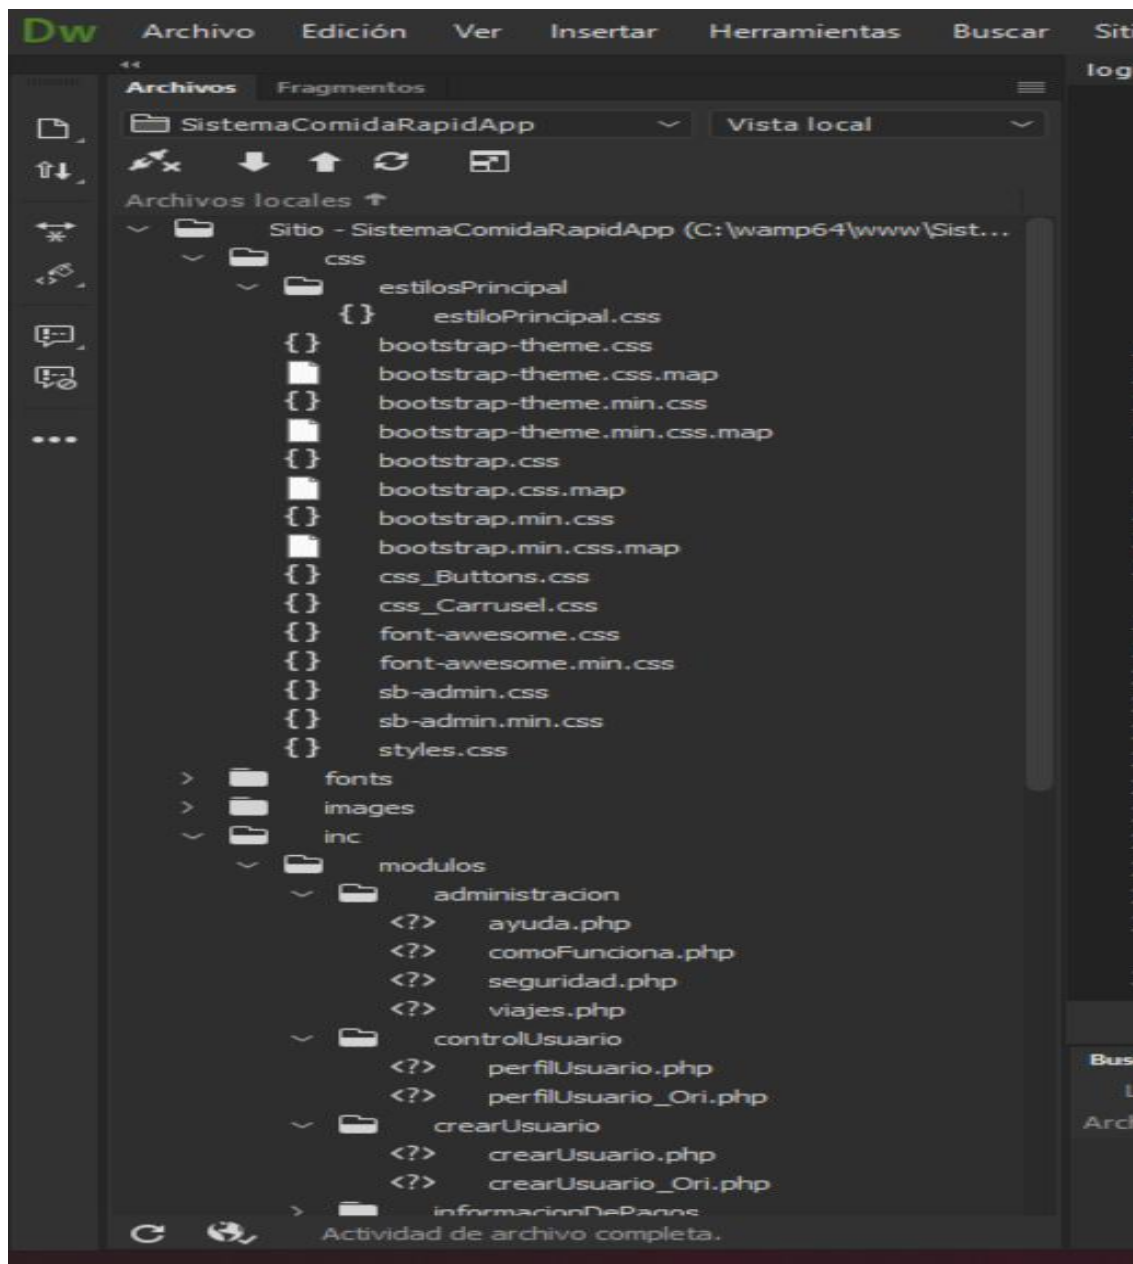 Dw Archivo Edición Ver Insertar Herramientas Buscar Siti
log
Archivos Fragmentos
SistemaComidaRapidApp Vista local
Archivos locales
Sitio - SistemaComidaRapidApp (C:\wamp64\www\Sist...
css
estilosPrincipal
{} estiloPrincipal.css
{} bootstrap-theme.css
bootstrap-theme.css.map
{} bootstrap-theme.min.css
bootstrap-theme.min.css.map
{} bootstrap.css
bootstrap.css.map
{} bootstrap.min.css
bootstrap.min.css.map
{} css_Buttons.css
{} css_Carrusel.css
{} font-awesome.css
{} font-awesome.min.css
{} sb-admin.css
{} sb-admin.min.css
{} styles.css
fonts
images
inc
modulos
administracion
<?> ayuda.php
<?> comoFunciona.php
<?> seguridad.php
<?> viajes.php
controlUsuario
<?> perfilUsuario.php
<?> perfilUsuario_Ori.php
crearUsuario
<?> crearUsuario.php
<?> crearUsuario_Ori.php
informacionDePagos
Actividad de archivo completa.
Bus
Arch